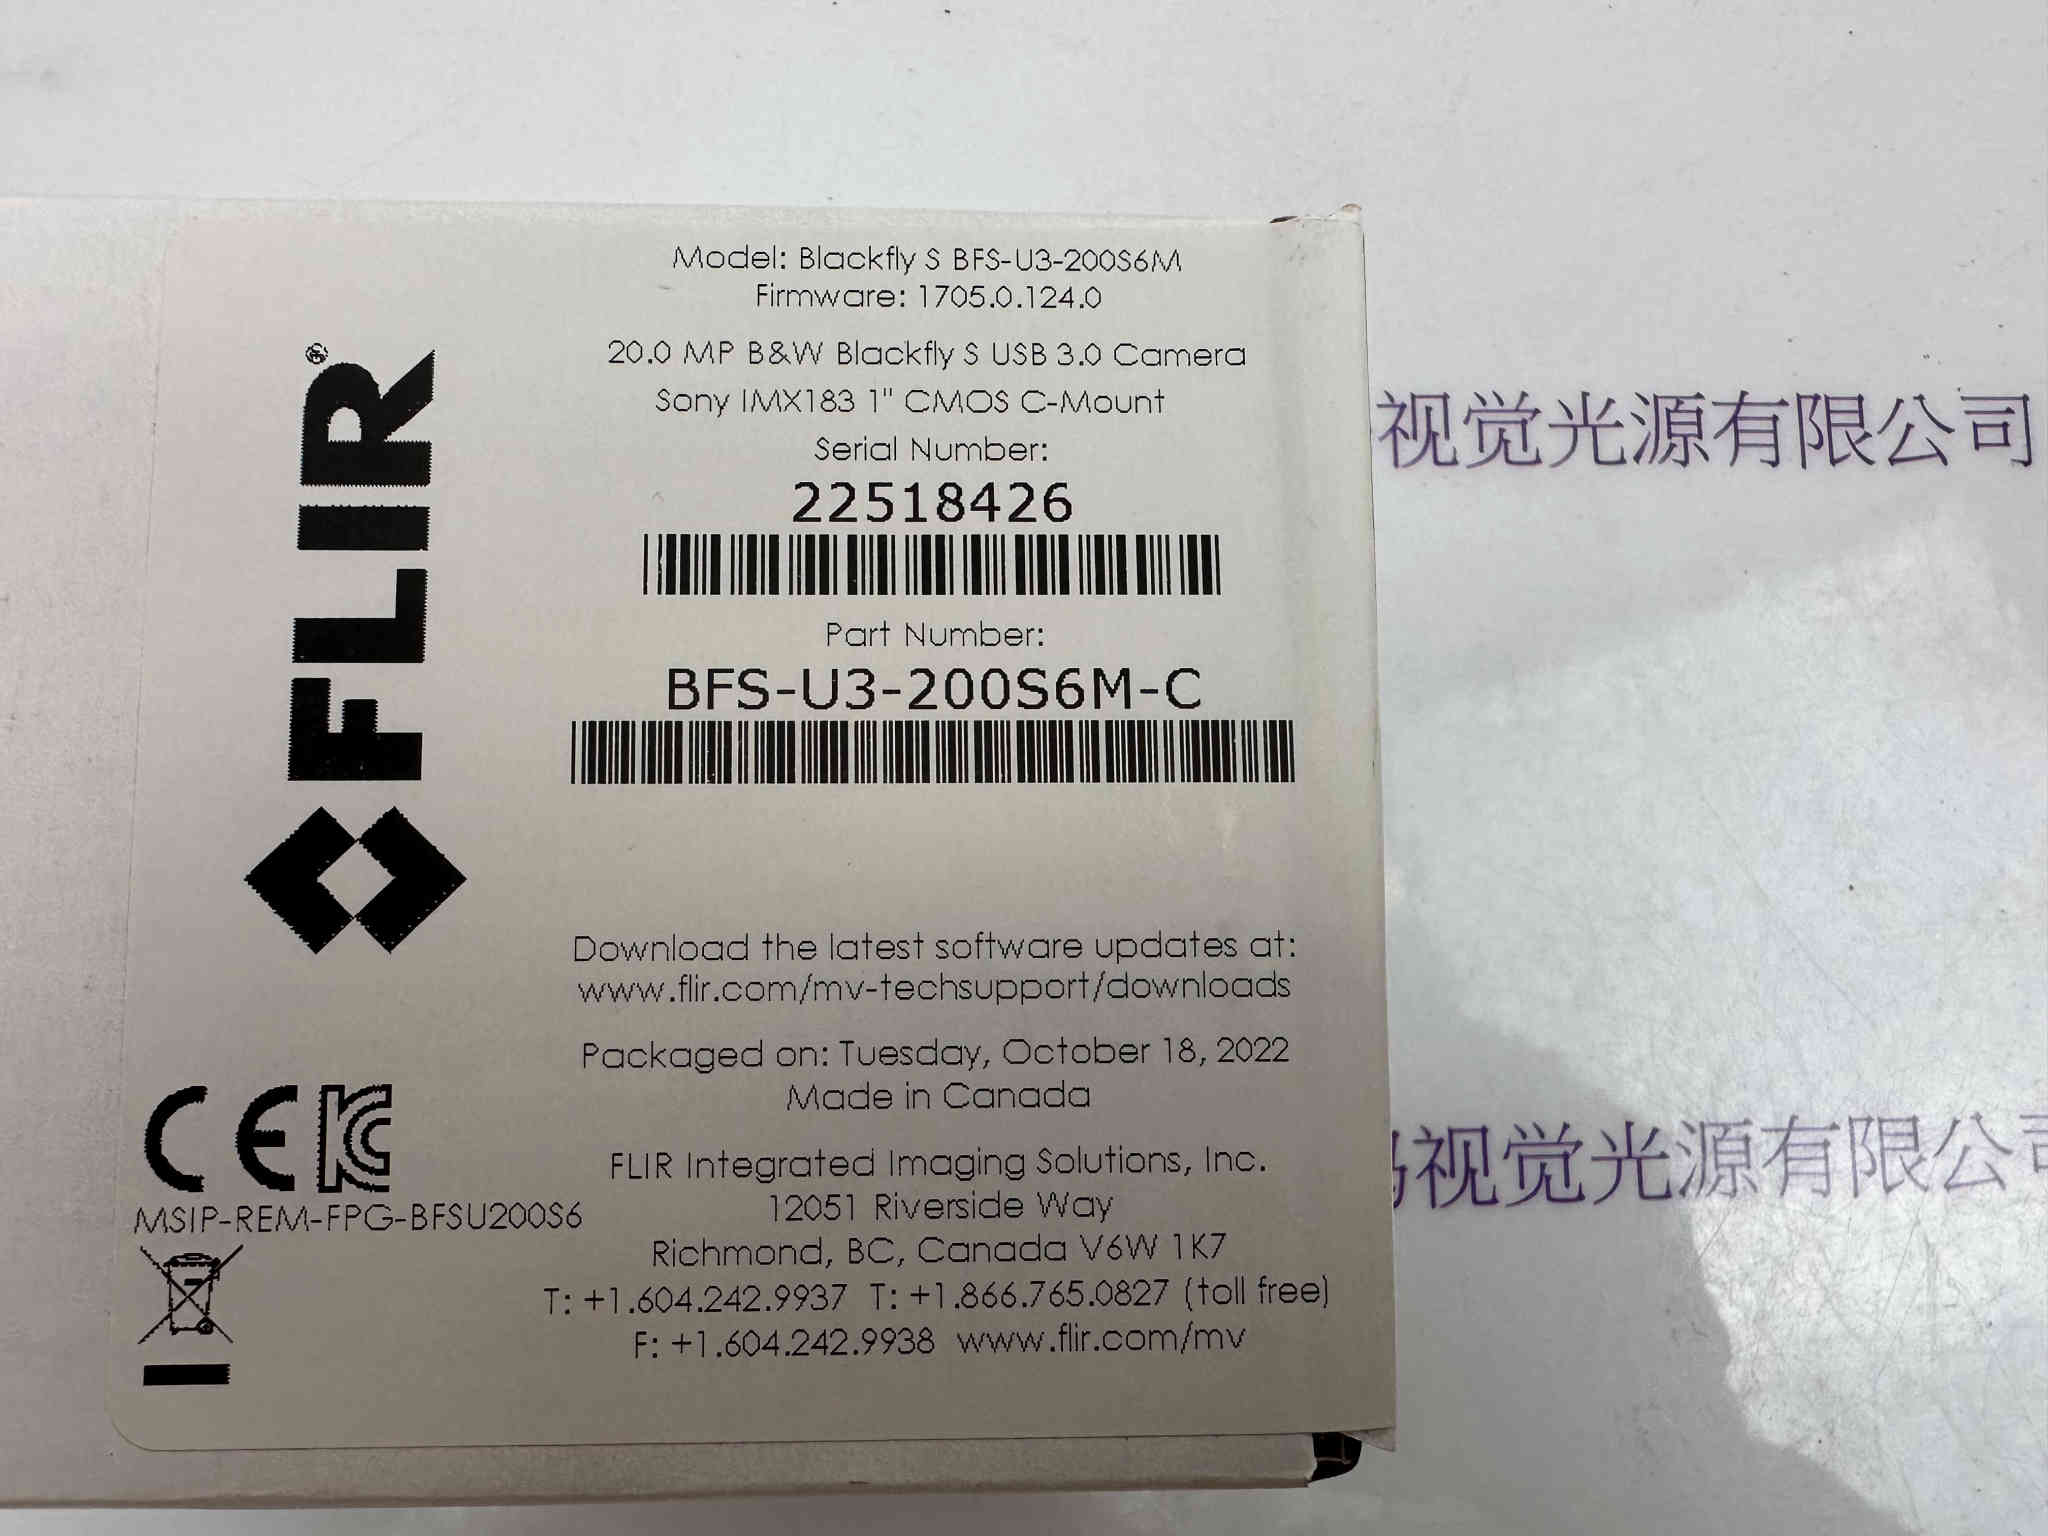 Model: Blackfly S BFS-U3-200S6M
Firmware: 1705.0.124.0
20.0 MP B&W Blackfly S USB 3.0 Camera
Sony IMX183 1" CMOS C-Mount
Serial Number:
22518426
Part Number:
BFS-U3-200S6M-C
FLIR®
Download the latest software updates at:
www.flir.com/mv-techsupport/downloads
Packaged on: Tuesday, October 18, 2022
Made in Canada
CE
MSIP-REM-FPG-BFSU200S6
FLIR Integrated Imaging Solutions, Inc.
12051 Riverside Way
Richmond, BC, Canada V6W 1K7
T: +1.604.242.9937 T: +1.866.765.0827 (toll free)
F: +1.604.242.9938 www.flir.com/mv
视觉光源有限公司
视觉光源有限公